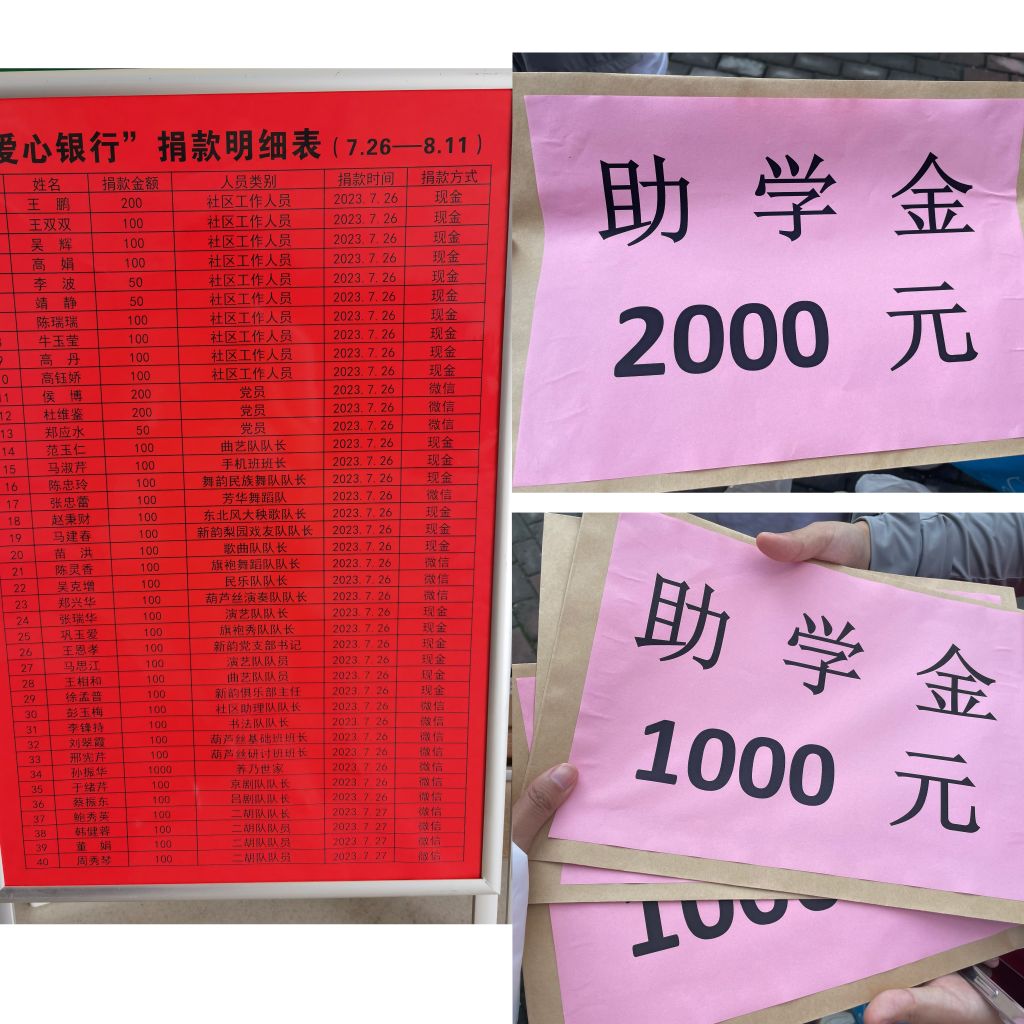 爱心银行” 捐款明细表（7.26—8.11）
姓名 捐款金额 人员类别 捐款时间 捐款方式
王 鹏 200 社区工作人员 2023.7.26 现金
王双双 100 社区工作人员 2023.7.26 现金
吴 辉 100 社区工作人员 2023.7.26 现金
高 娟 100 社区工作人员 2023.7.26 现金
李 波 50 社区工作人员 2023.7.26 现金
靖 静 50 社区工作人员 2023.7.26 现金
陈瑞瑞 100 社区工作人员 2023.7.26 现金
牛玉莹 100 社区工作人员 2023.7.26 现金
9 高 丹 100 社区工作人员 2023.7.26 现金
0 高钰娇 100 社区工作人员 2023.7.26 现金
11 侯 博 200 党员 2023.7.26 微信
12 杜维鉴 200 党员 2023.7.26 微信
13 郑应水 50 党员 2023.7.26 微信
14 范玉仁 100 曲艺队队长 2023.7.26 现金
15 马淑芹 100 手机班班长 2023.7.26 现金
16 陈忠玲 100 舞韵民族舞队队长 2023.7.26 现金
17 张忠蕾 100 芳华舞蹈队 2023.7.26 微信
18 赵秉财 100 东北风大秧歌队长 2023.7.26 现金
19 马建春 100 新韵梨园戏友队队长 2023.7.26 现金
20 苗 洪 100 歌曲队队长 2023.7.26 现金
21 陈灵香 100 旗袍舞蹈队队长 2023.7.26 微信
22 吴克增 100 民乐队队长 2023.7.26 微信
23 郑兴华 100 葫芦丝演奏队队长 2023.7.26 微信
24 张瑞华 100 演艺队队长 2023.7.26 现金
25 巩玉爱 100 旗袍秀队队长 2023.7.26 现金
26 王恩孝 100 新韵党支部书记 2023.7.26 现金
27 马思江 100 演艺队队员 2023.7.26 现金
28 王相和 100 曲艺队队员 2023.7.26 现金
29 徐孟普 100 新韵俱乐部主任 2023.7.26 现金
30 彭玉梅 100 社区助理队队长 2023.7.26 微信
31 李锋持 100 书法队队长 2023.7.26 微信
32 刘翠霞 100 葫芦丝基础班班长 2023.7.26 微信
33 邢宪芹 100 葫芦丝研讨班班长 2023.7.26 微信
34 孙振华 1000 养乃世家 2023.7.26 微信
35 于绪芹 100 京剧队队长 2023.7.26 微信
36 蔡振东 100 吕剧队队长 2023.7.26 微信
37 鲍秀英 100 二胡队队长 2023.7.27 微信
38 韩健蓉 100 二胡队队员 2023.7.27 微信
39 董 娟 100 二胡队队员 2023.7.27 微信
40 周秀琴 100 二胡队队员 2023.7.27 微信
助 学 金
2000 元
助 学 金
1000 元
1000